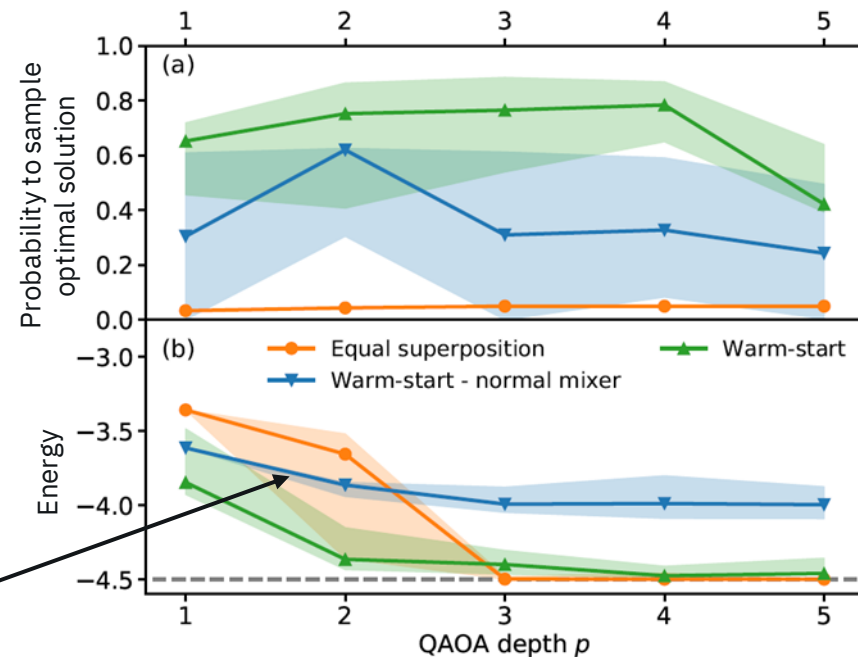 1 2 3 4 5
(a)
Probability to sample
optimal solution
1.0
0.8
0.6
0.4
0.2
0.0
(b)
Equal superposition
Warm-start
Warm-start - normal mixer
Energy
−3.0
−3.5
−4.0
−4.5
1 2 3 4 5
QAOA depth p